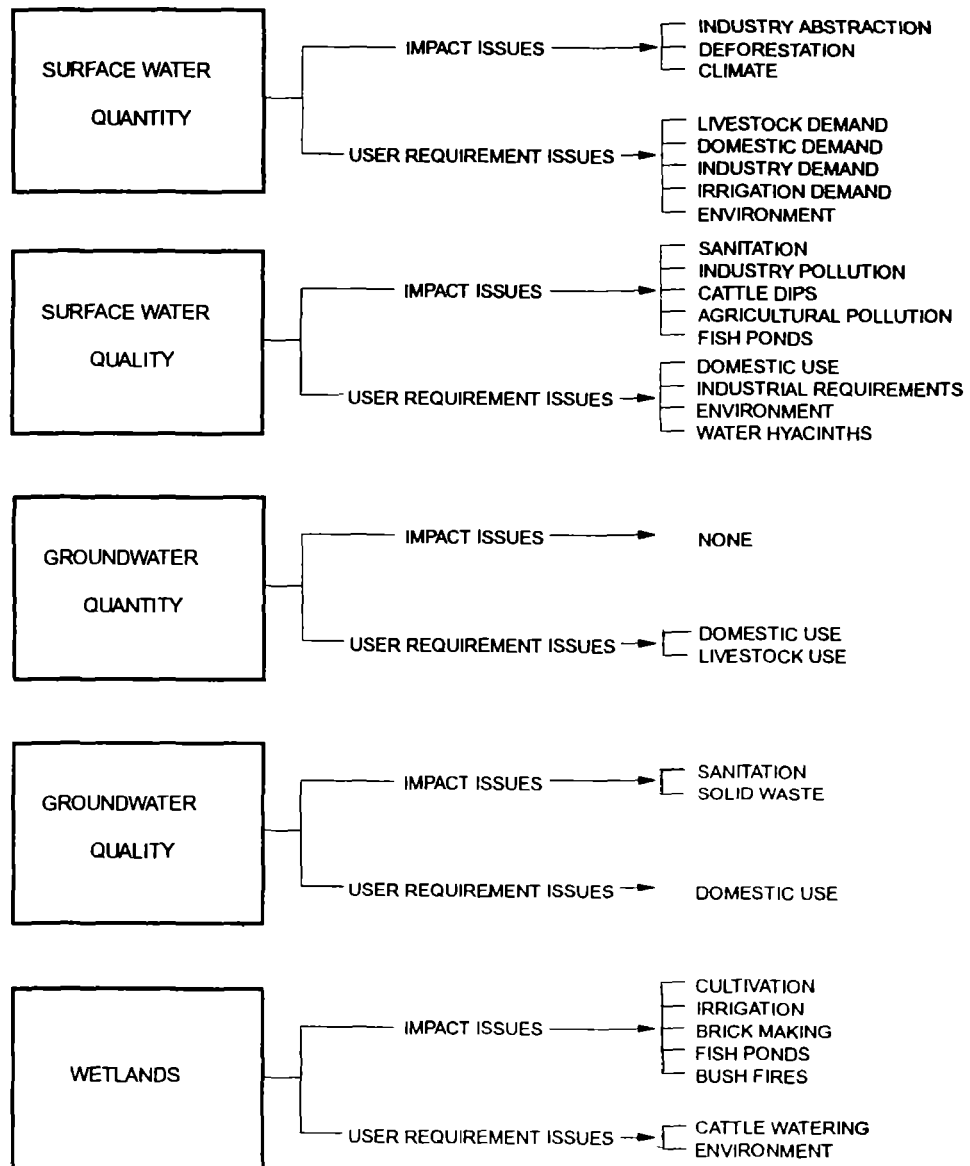 SURFACE WATER
QUANTITY
IMPACT ISSUES
INDUSTRY ABSTRACTION
DEFORESTATION
CLIMATE
USER REQUIREMENT ISSUES
LIVESTOCK DEMAND
DOMESTIC DEMAND
INDUSTRY DEMAND
IRRIGATION DEMAND
ENVIRONMENT
SURFACE WATER
QUALITY
IMPACT ISSUES
SANITATION
INDUSTRY POLLUTION
CATTLE DIPS
AGRICULTURAL POLLUTION
FISH PONDS
USER REQUIREMENT ISSUES
DOMESTIC USE
INDUSTRIAL REQUIREMENTS
ENVIRONMENT
WATER HYACINTHS
GROUNDWATER
QUANTITY
IMPACT ISSUES
NONE
USER REQUIREMENT ISSUES
DOMESTIC USE
LIVESTOCK USE
GROUNDWATER
QUALITY
IMPACT ISSUES
SANITATION
SOLID WASTE
USER REQUIREMENT ISSUES
DOMESTIC USE
WETLANDS
IMPACT ISSUES
CULTIVATION
IRRIGATION
BRICK MAKING
FISH PONDS
BUSH FIRES
USER REQUIREMENT ISSUES
CATTLE WATERING
ENVIRONMENT